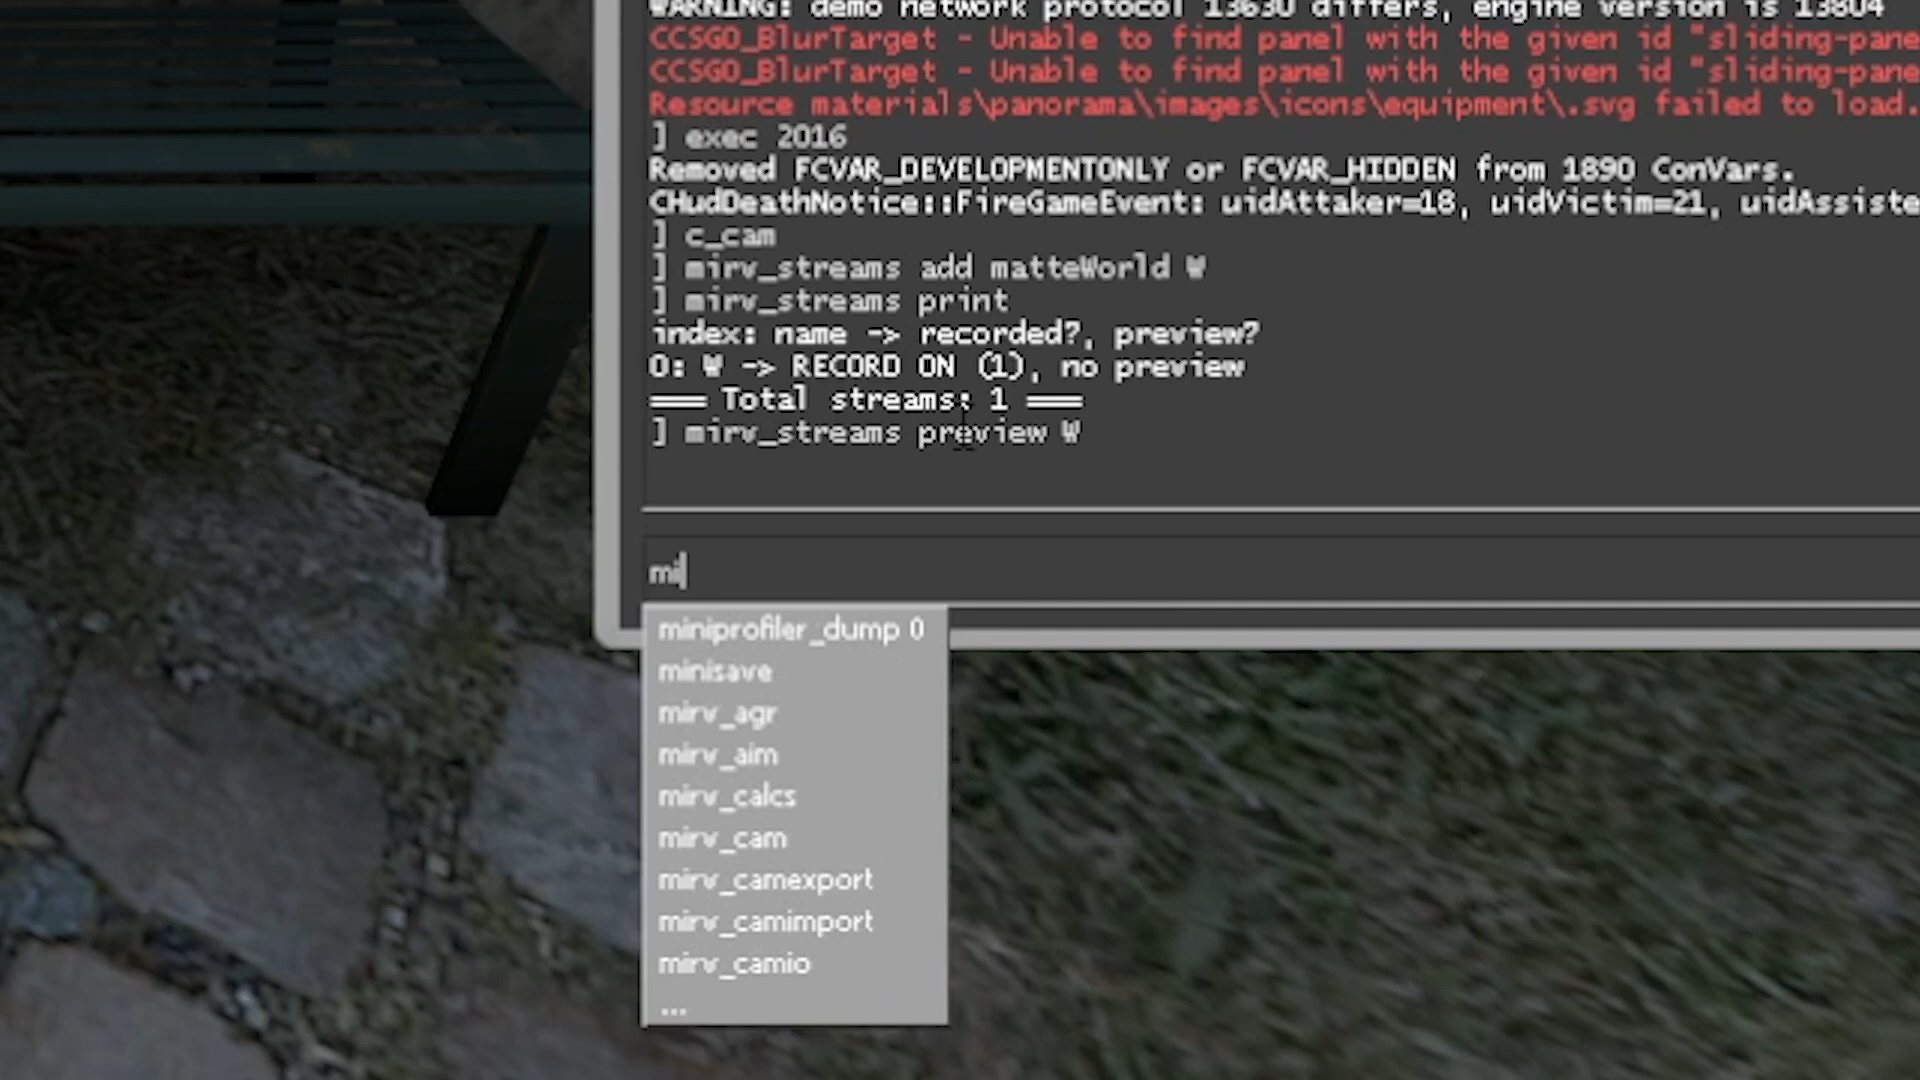 WARNING: demo network protocol 13630 differs, engine version is 13804
CCSGO_BlurTarget - Unable to find panel with the given id "sliding-pane
CCSGO_BlurTarget - Unable to find panel with the given id "sliding-pane
Resource materials\panorama\images\icons\equipment\.svg failed to load.
] exec 2016
Removed FCVAR_DEVELOPMENTONLY or FCVAR_HIDDEN from 1890 ConVars.
CHudDeathNotice::FireGameEvent: uidAttaker=18, uidVictim=21, uidAssiste
] c_cam
] mirv_streams add matteWorld W
] mirv_streams print
index: name -> recorded?, preview?
0: W -> RECORD ON (1), no preview
=== Total streams: 1 ===
] mirv_streams preview W
mi
miniprofiler_dump 0
minisave
mirv_agr
mirv_aim
mirv_calcs
mirv_cam
mirv_camexport
mirv_camimport
mirv_camio
...